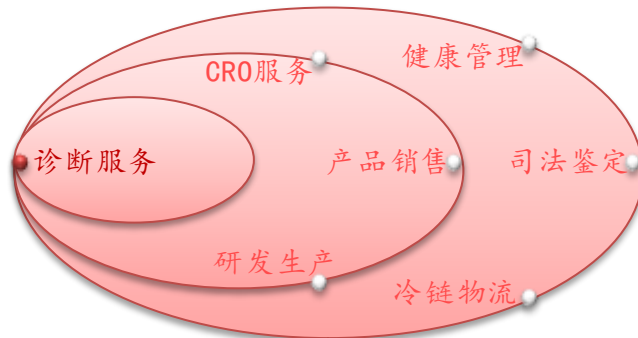 健康管理
CRO服务
诊断服务
产品销售
司法鉴定
研发生产
冷链物流